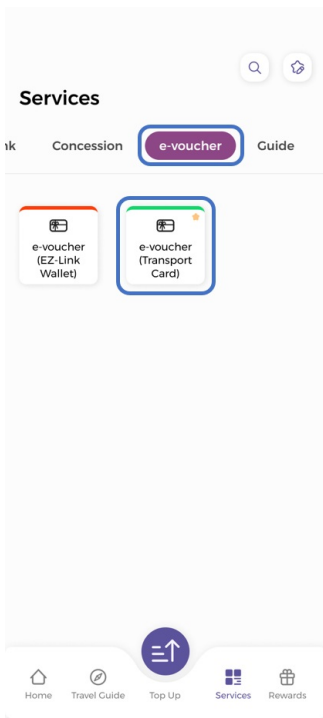 Services
nk Concession e-voucher Guide
e-voucher
(EZ-Link
Wallet)
e-voucher
(Transport
Card)
Home Travel Guide Top Up Services Rewards